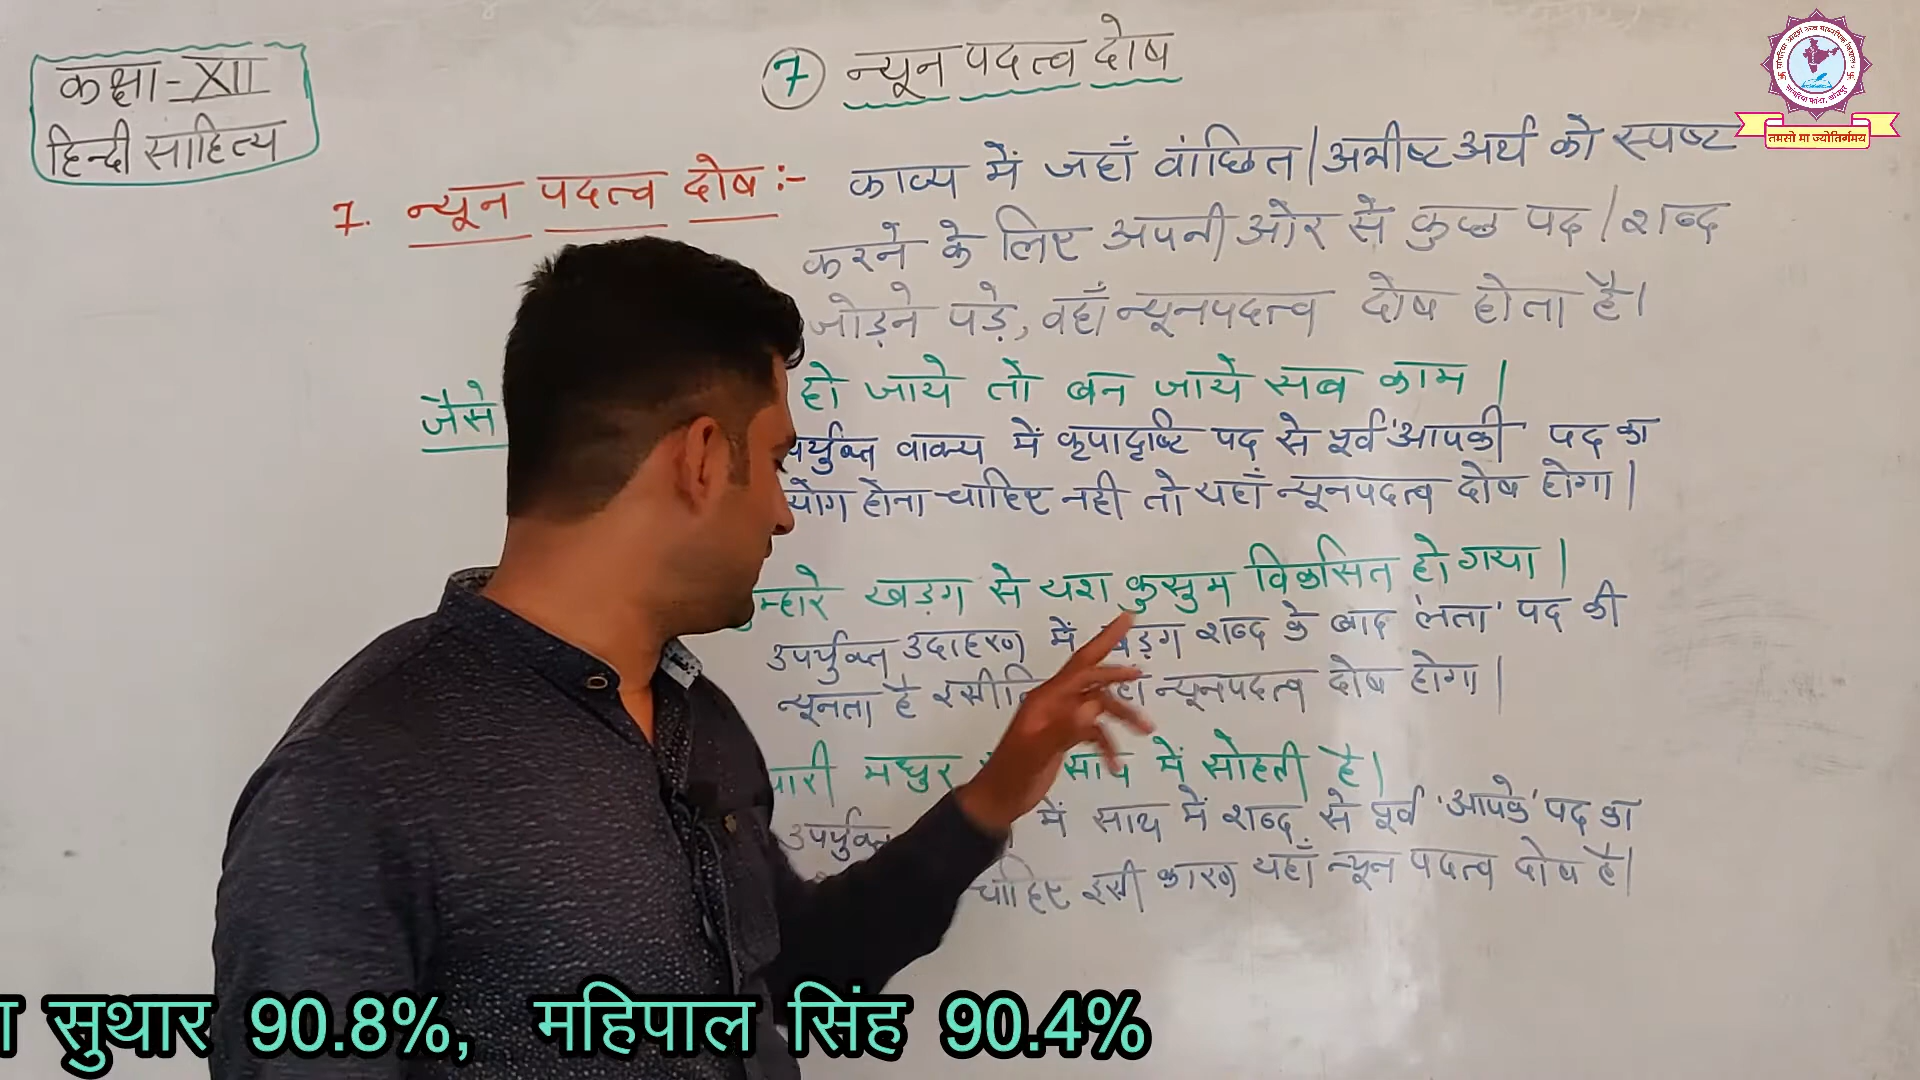 कक्षा-XII
हिन्दी साहित्य
7 न्यून पदत्व दोष
7. न्यून पदत्व दोष :- काव्य में जहाँ वांछित/अभीष्ट अर्थ को स्पष्ट
करने के लिए अपनी ओर से कुछ पद/शब्द
जोड़ने पड़े, वहाँ न्यूनपदत्व दोष होता है।
जैसे हो जाये तो बन जाये सब काम।
वाक्य में कृपादृष्टि पद से पूर्व 'आपकी' पद का
होना चाहिए नही तो यहाँ न्यूनपदत्व दोष होगा।
खड़ग से यश कुसुम विकसित हो गया।
उपर्युक्त उदाहरण में खड़ग शब्द के बाद 'लता' पद की
न्यूनता है न्यूनपदत्व दोष होगा।
मधुर साथ में सोहती है।
उपर्युक्त में साथ में शब्द से पूर्व 'आपके' पद का
चाहिए इसी कारण यहाँ न्यून पदत्व दोष है।
तमसो मा ज्योतिर्गमय
सुथार 90.8%, महिपाल सिंह 90.4%